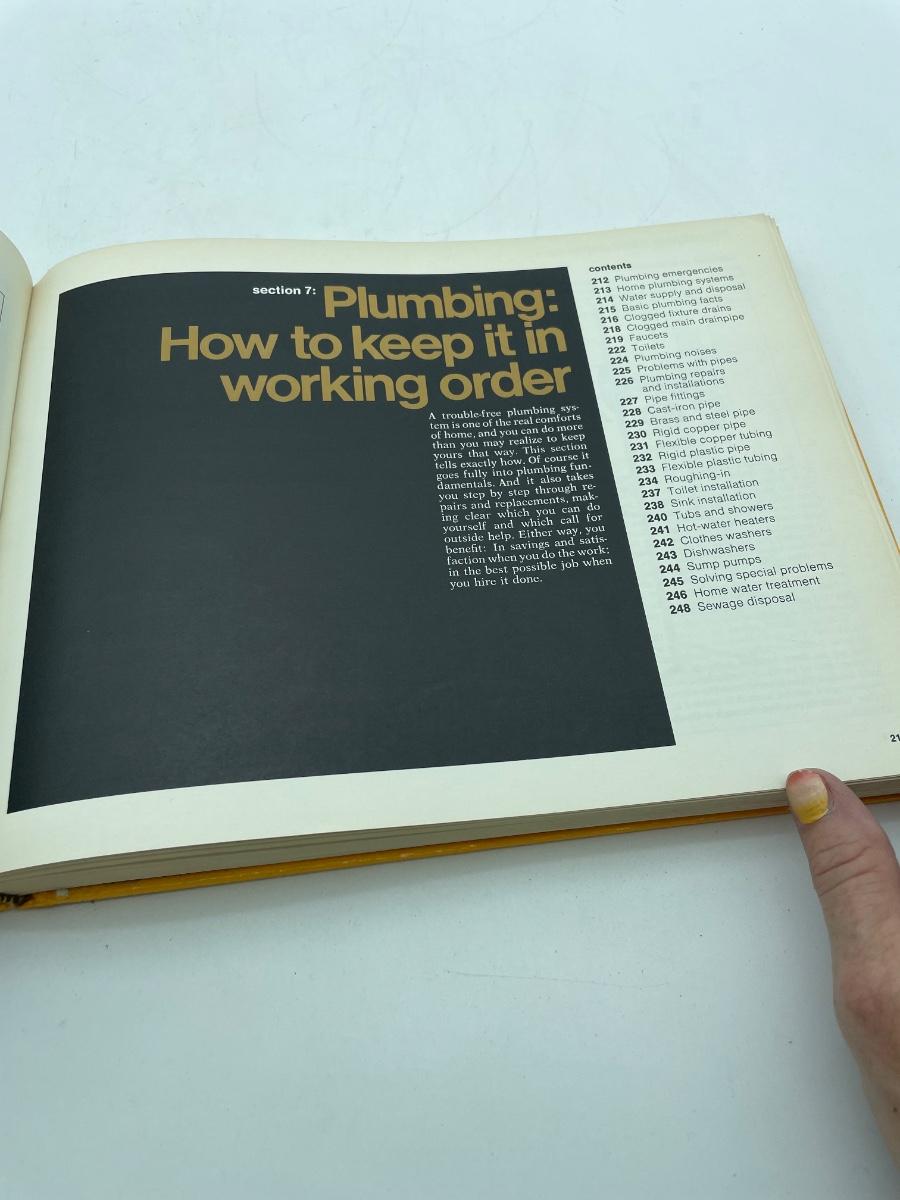 section 7: Plumbing:
How to keep it in
working order
A trouble-free plumbing sys-
tem is one of the real comforts
of home, and you can do more
than you may realize to keep
yours that way. This section
tells exactly how. Of course it
goes fully into plumbing fun-
damentals. And it also takes
you step by step through re-
pairs and replacements, mak-
ing clear which you can do
yourself and which call for
outside help. Either way, you
benefit: In savings and satis-
faction when you do the work;
in the best possible job when
you hire it done.
contents
212 Plumbing emergencies
213 Home plumbing systems
214 Water supply and disposal
215 Basic plumbing facts
216 Clogged fixture drains
218 Clogged main drainpipe
219 Faucets
222 Toilets
224 Plumbing noises
225 Problems with pipes
226 Plumbing repairs
and installations
227 Pipe fittings
228 Cast-iron pipe
229 Brass and steel pipe
230 Rigid copper pipe
231 Flexible copper tubing
232 Rigid plastic pipe
233 Flexible plastic tubing
234 Roughing-in
237 Toilet installation
238 Sink installation
240 Tubs and showers
241 Hot-water heaters
242 Clothes washers
243 Dishwashers
244 Sump pumps
245 Solving special problems
246 Home water treatment
248 Sewage disposal